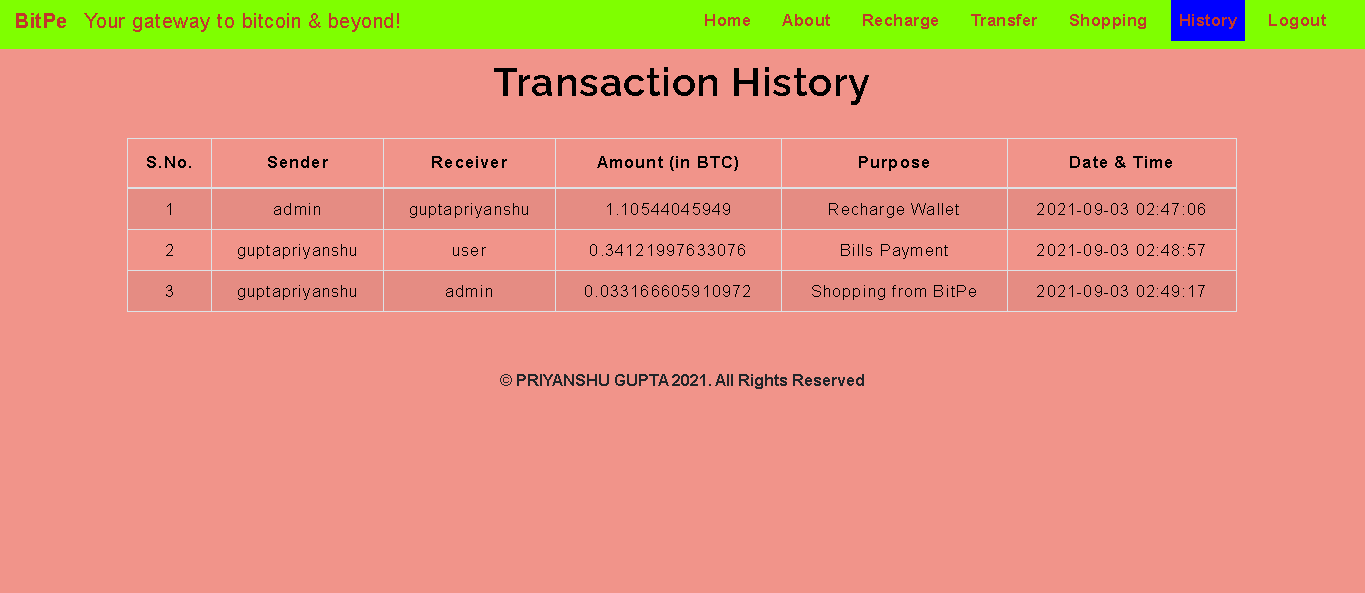 BitPe Your gateway to bitcoin & beyond! Home About Recharge Transfer Shopping History Logout
Transaction History
S.No. Sender Receiver Amount (in BTC) Purpose Date & Time
1 admin guptapriyanshu 1.10544045949 Recharge Wallet 2021-09-03 02:47:06
2 guptapriyanshu user 0.34121997633076 Bills Payment 2021-09-03 02:48:57
3 guptapriyanshu admin 0.033166605910972 Shopping from BitPe 2021-09-03 02:49:17
© PRIYANSHU GUPTA 2021. All Rights Reserved